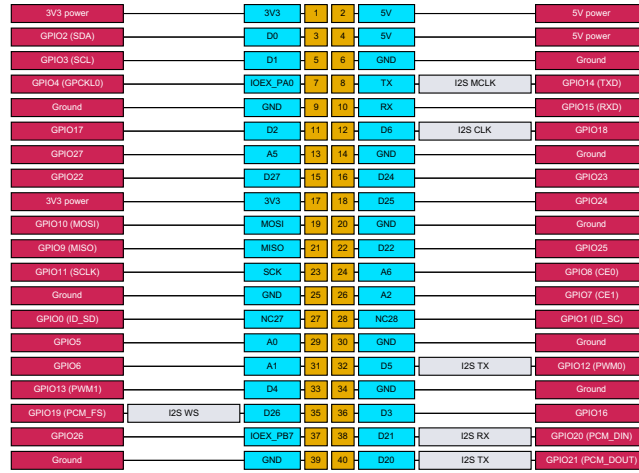 3V3 power 3V3 1 2 5V 5V power
GPIO2 (SDA) D0 3 4 5V 5V power
GPIO3 (SCL) D1 5 6 GND Ground
GPIO4 (GPCKL0) IOEX_PA0 7 8 TX I2S MCLK GPIO14 (TXD)
Ground GND 9 10 RX GPIO15 (RXD)
GPIO17 D2 11 12 D6 I2S CLK GPIO18
GPIO27 A5 13 14 GND Ground
GPIO22 D27 15 16 D24 GPIO23
3V3 power 3V3 17 18 D25 GPIO24
GPIO10 (MOSI) MOSI 19 20 GND Ground
GPIO9 (MISO) MISO 21 22 D22 GPIO25
GPIO11 (SCLK) SCK 23 24 A6 GPIO8 (CE0)
Ground GND 25 26 A2 GPIO7 (CE1)
GPIO0 (ID_SD) NC27 27 28 NC28 GPIO1 (ID_SC)
GPIO5 A0 29 30 GND Ground
GPIO6 A1 31 32 D5 I2S TX GPIO12 (PWM0)
GPIO13 (PWM1) D4 33 34 GND Ground
GPIO19 (PCM_FS) I2S WS D26 35 36 D3 GPIO16
GPIO26 IOEX_PB7 37 38 D21 I2S RX GPIO20 (PCM_DIN)
Ground GND 39 40 D20 I2S TX GPIO21 (PCM_DOUT)